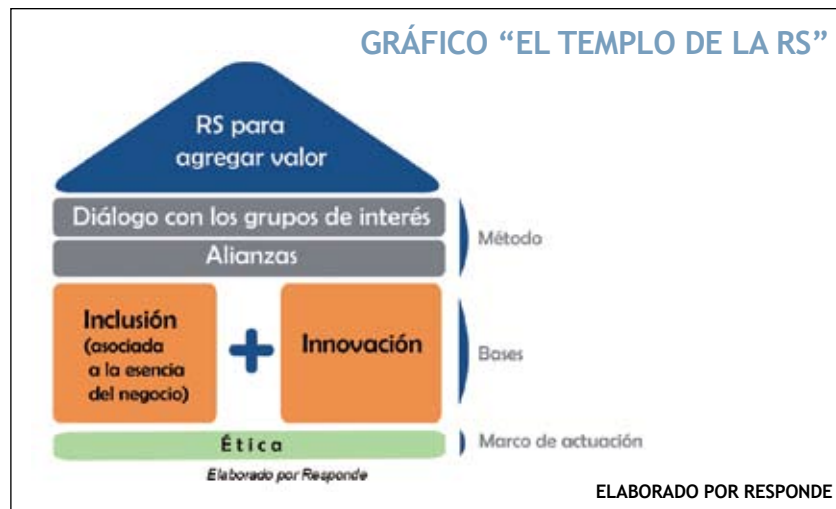 GRÁFICO “EL TEMPLO DE LA RS”
RS para
agregar valor
Diálogo con los grupos de interés
Alianzas
Método
Inclusión
(asociada
a la esencia
del negocio)
+
Innovación
Bases
Ética
Marco de actuación
Elaborado por Responde
ELABORADO POR RESPONDE